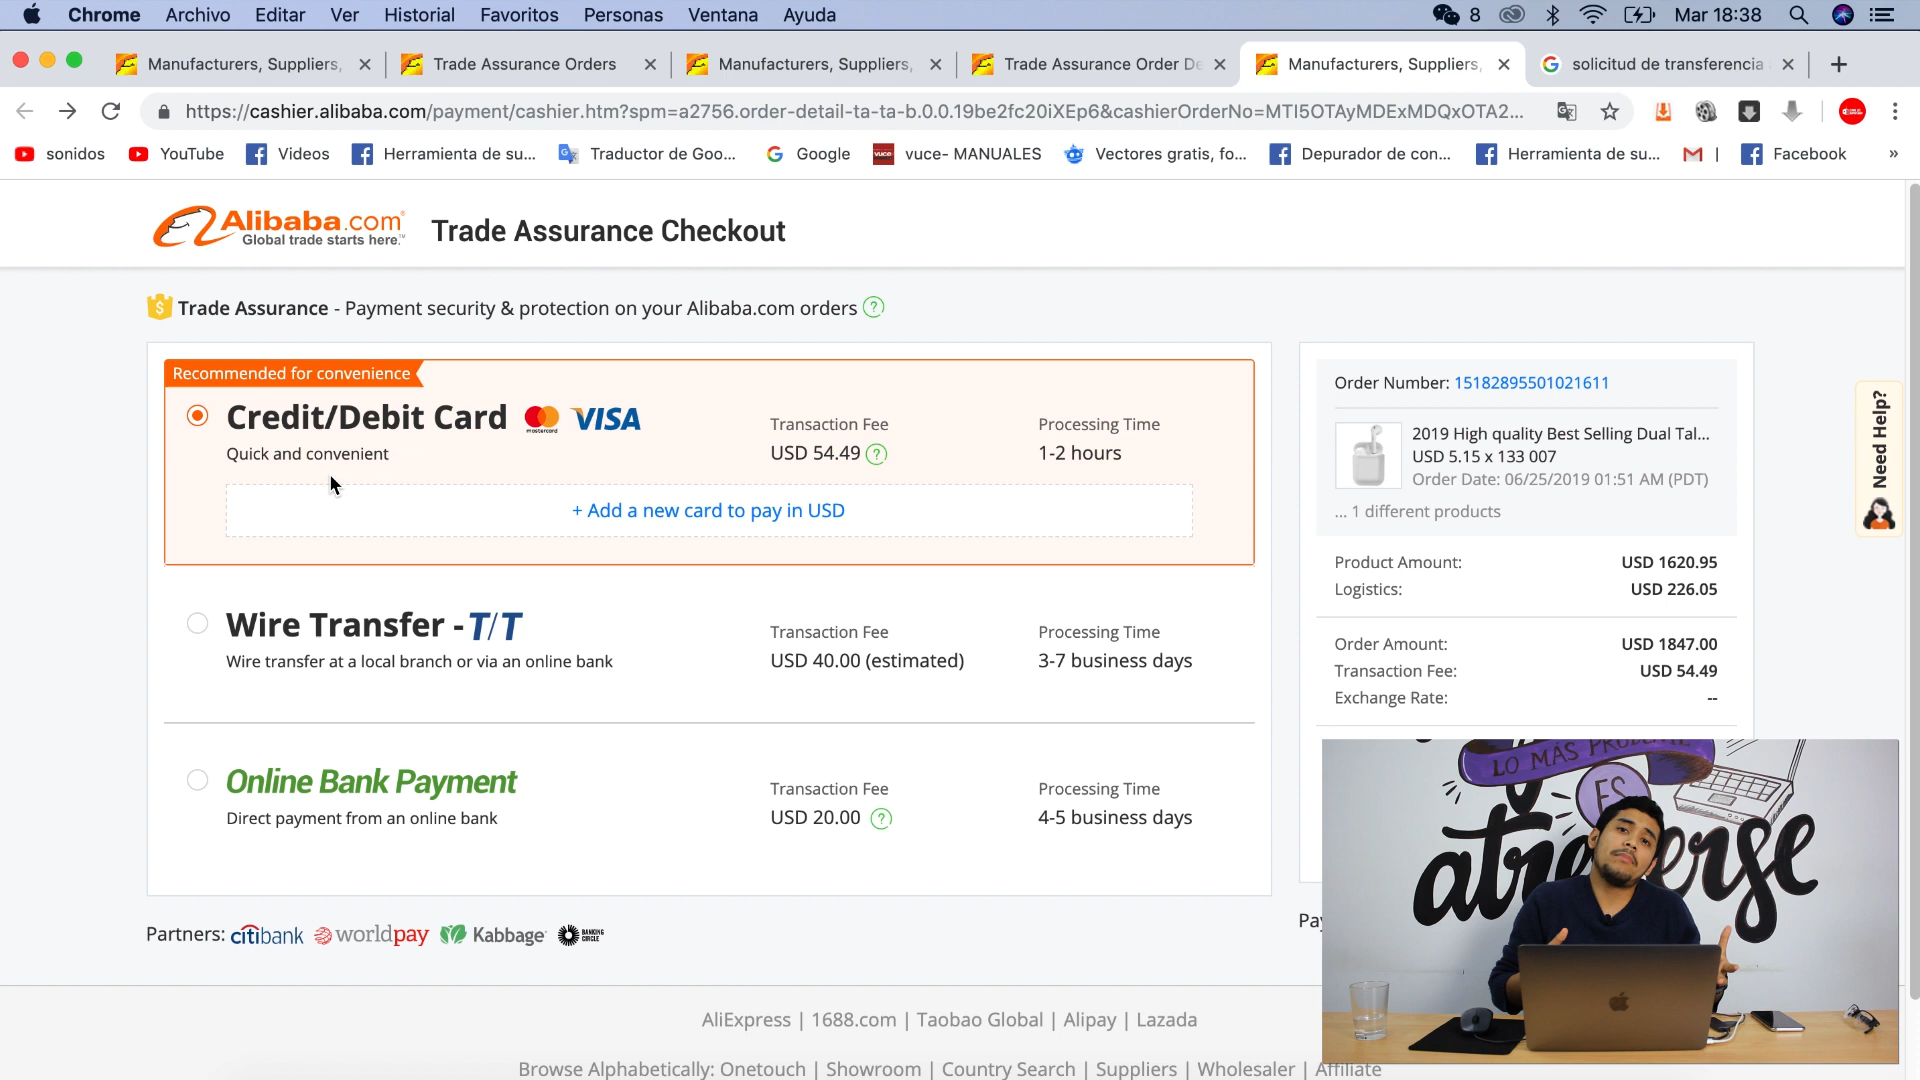 Chrome Archivo Editar Ver Historial Favoritos Personas Ventana Ayuda 8 Mar 18:38
Manufacturers, Suppliers, Trade Assurance Orders Manufacturers, Suppliers, Trade Assurance Order De Manufacturers, Suppliers, solicitud de transferencia
https://cashier.alibaba.com/payment/cashier.htm?spm=a2756.order-detail-ta-ta-b.0.0.19be2fc20iXEp6&cashierOrderNo=MTI5OTAyMDExMDQxOTA2...
sonidos YouTube Videos Herramienta de su... Traductor de Goo... Google vuce- MANUALES Vectores gratis, fo... Depurador de con... Herramienta de su... | Facebook »
Alibaba.com
Global trade starts here.™
Trade Assurance Checkout
Trade Assurance - Payment security & protection on your Alibaba.com orders ?
Recommended for convenience
Credit/Debit Card mastercard VISA
Quick and convenient
Transaction Fee
USD 54.49 ?
Processing Time
1-2 hours
+ Add a new card to pay in USD
Wire Transfer - T/T
Wire transfer at a local branch or via an online bank
Transaction Fee
USD 40.00 (estimated)
Processing Time
3-7 business days
Online Bank Payment
Direct payment from an online bank
Transaction Fee
USD 20.00 ?
Processing Time
4-5 business days
Order Number: 15182895501021611
2019 High quality Best Selling Dual Tal...
USD 5.15 x 133 007
Order Date: 06/25/2019 01:51 AM (PDT)
... 1 different products
Product Amount: USD 1620.95
Logistics: USD 226.05
Order Amount: USD 1847.00
Transaction Fee: USD 54.49
Exchange Rate: --
Need Help?
Partners: citibank worldpay Kabbage BANKING CIRCLE
Pay
LO MÁS
ES
AliExpress | 1688.com | Taobao Global | Alipay | Lazada
Browse Alphabetically: Onetouch | Showroom | Country Search | Suppliers | Wholesaler | Affiliate